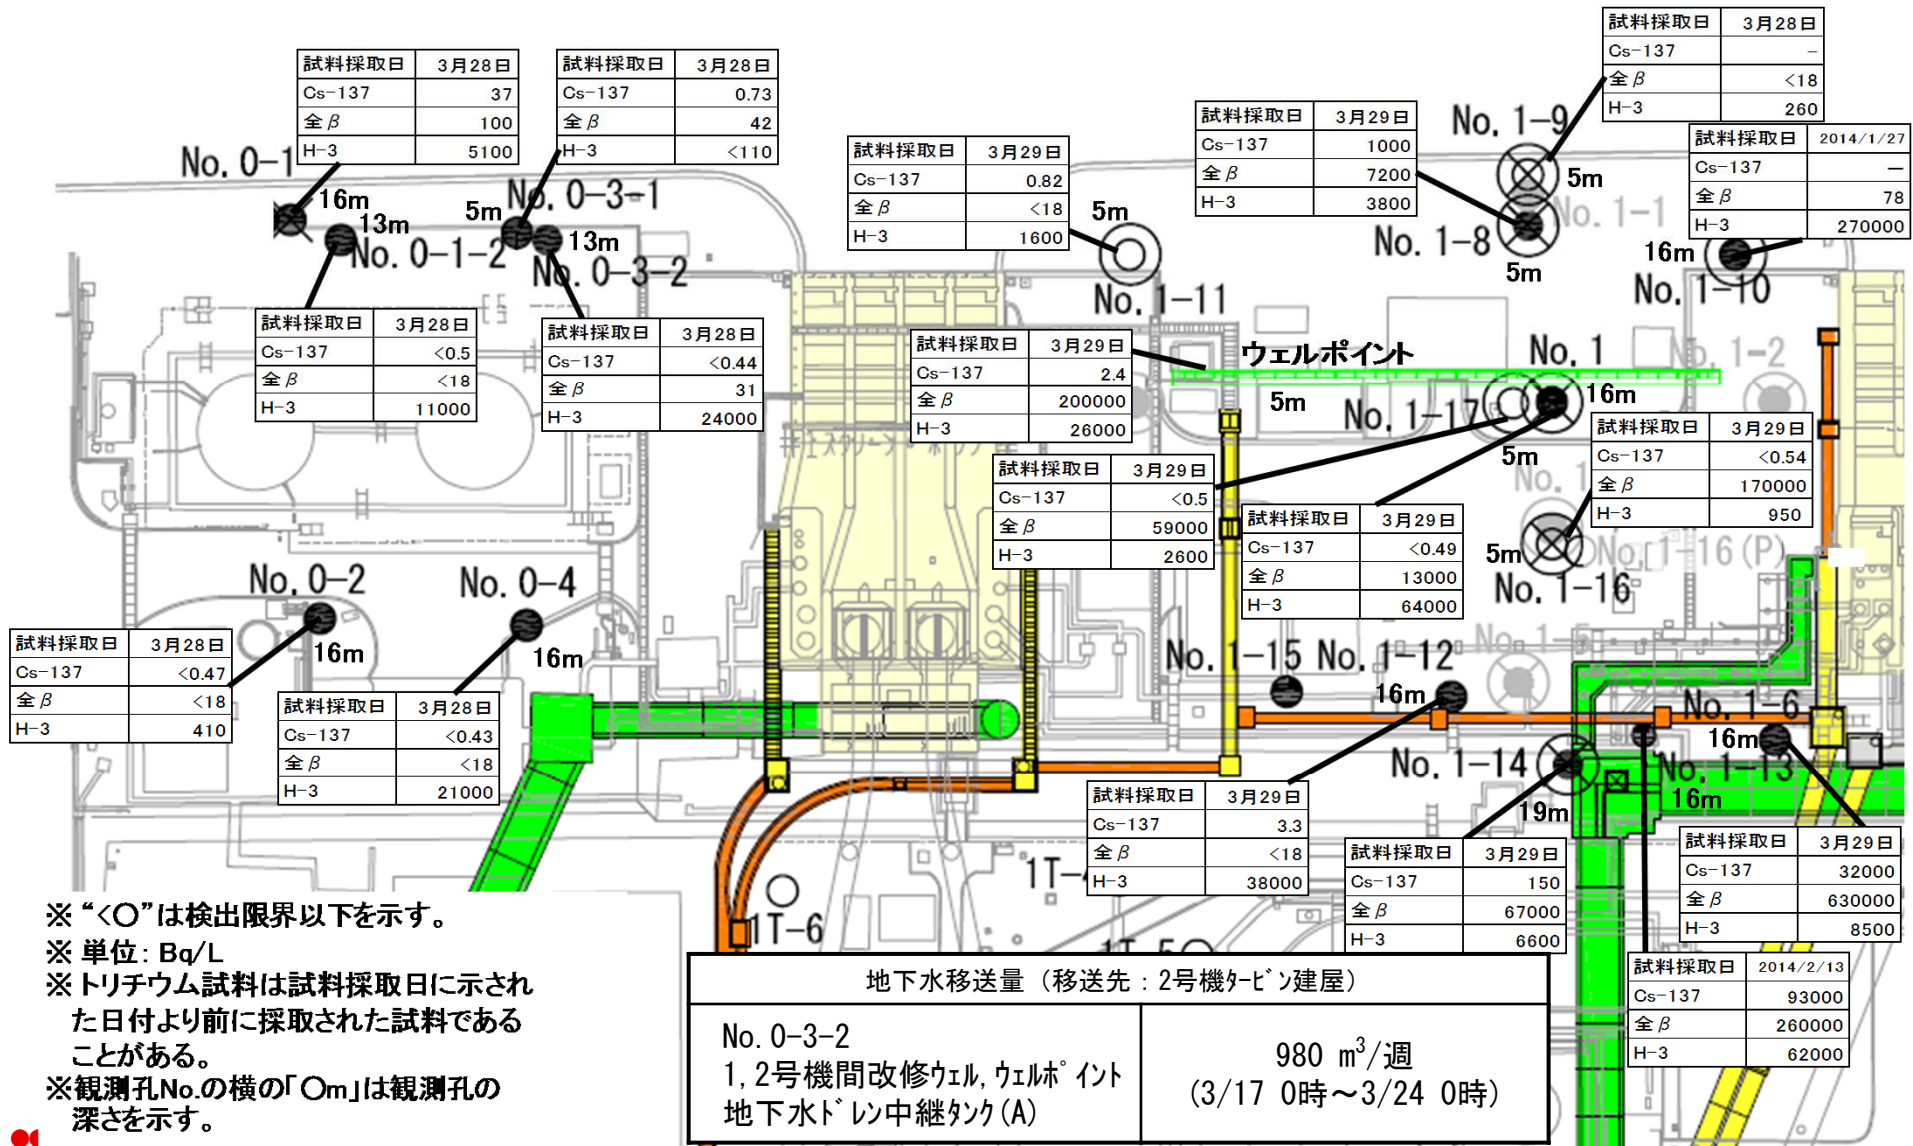 試料採取日 3月28日
Cs-137 37
全β 100
H-3 5100
試料採取日 3月28日
Cs-137 0.73
全β 42
H-3 <110
試料採取日 3月29日
Cs-137 0.82
全β <18
H-3 1600
試料採取日 3月29日
Cs-137 1000
全β 7200
H-3 3800
試料採取日 3月28日
Cs-137 -
全β <18
H-3 260
試料採取日 2014/1/27
Cs-137 —
全β 78
H-3 270000
No. 0-1
16m
13m
No. 0-1-2
5m
No. 0-3-1
13m
No. 0-3-2
5m
No. 1-11
No. 1-9
5m
No. 1-1
No. 1-8
5m
16m
No. 1-10
試料採取日 3月28日
Cs-137 <0.5
全β <18
H-3 11000
試料採取日 3月28日
Cs-137 <0.44
全β 31
H-3 24000
試料採取日 3月29日
Cs-137 2.4
全β 200000
H-3 26000
ウェルポイント
5m
No. 1
16m
No. 1-2
No. 1-17
5m
試料採取日 3月29日
Cs-137 <0.54
全β 170000
H-3 950
試料採取日 3月29日
Cs-137 <0.5
全β 59000
H-3 2600
試料採取日 3月29日
Cs-137 <0.49
全β 13000
H-3 64000
5m
No. 1-16(P)
No. 1-16
No. 0-2
16m
No. 0-4
16m
試料採取日 3月28日
Cs-137 <0.47
全β <18
H-3 410
試料採取日 3月28日
Cs-137 <0.43
全β <18
H-3 21000
No. 1-15
No. 1-12
16m
No. 1-5
No. 1-6
16m
No. 1-14
19m
No. 1-13
16m
試料採取日 3月29日
Cs-137 3.3
全β <18
H-3 38000
試料採取日 3月29日
Cs-137 150
全β 67000
H-3 6600
試料採取日 3月29日
Cs-137 32000
全β 630000
H-3 8500
試料採取日 2014/2/13
Cs-137 93000
全β 260000
H-3 62000
1T-6
※“<〇”は検出限界以下を示す。
※ 単位: Bq/L
※トリチウム試料は試料採取日に示され
た日付より前に採取された試料である
ことがある。
※観測孔No.の横の「〇m」は観測孔の
深さを示す。
地下水移送量（移送先：2号機ﾀｰﾋﾞﾝ建屋）
No. 0-3-2
1, 2号機間改修ｳｪﾙ, ｳｪﾙﾎﾟｲﾝﾄ
地下水ﾄﾞﾚﾝ中継ﾀﾝｸ(A)
980 m³/週
(3/17 0時～3/24 0時)